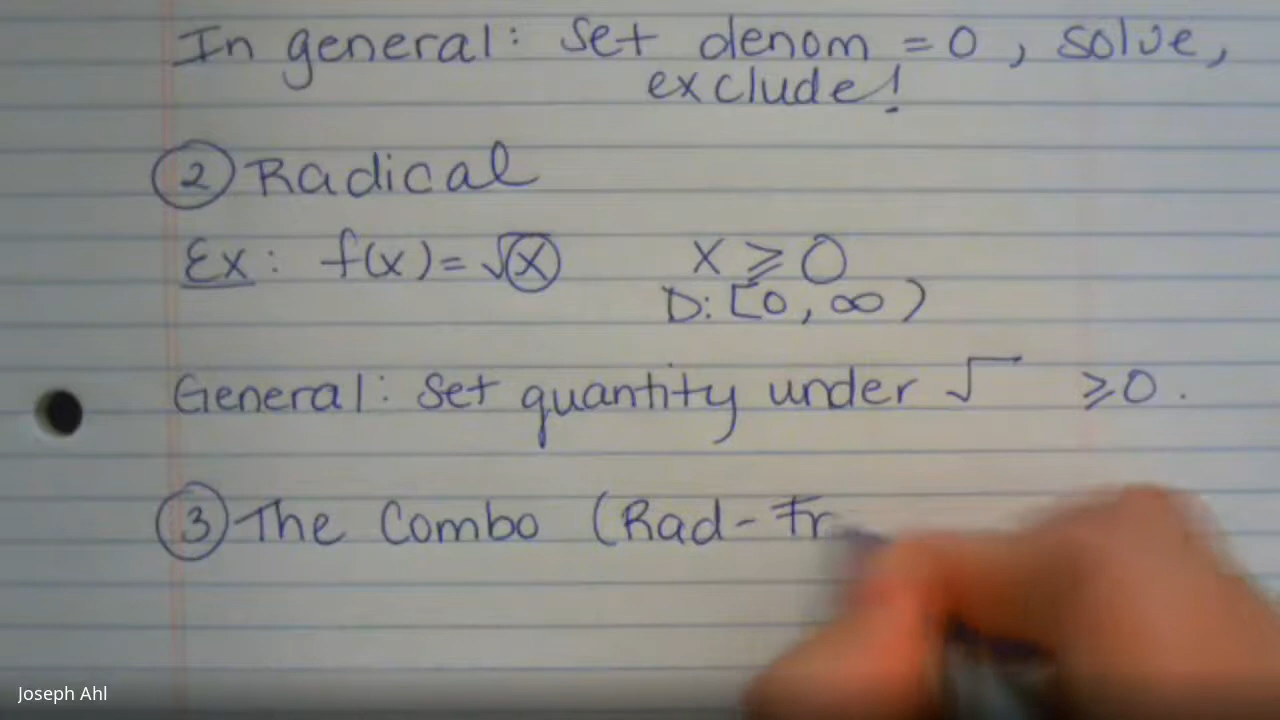 In general: Set denom = 0, solve,
exclude!
② Radical
Ex: f(x) = √x x ⩾ 0
D: [0, ∞)
General: Set quantity under √ ⩾0.
③ The Combo (Rad-Fr
Joseph Ahl